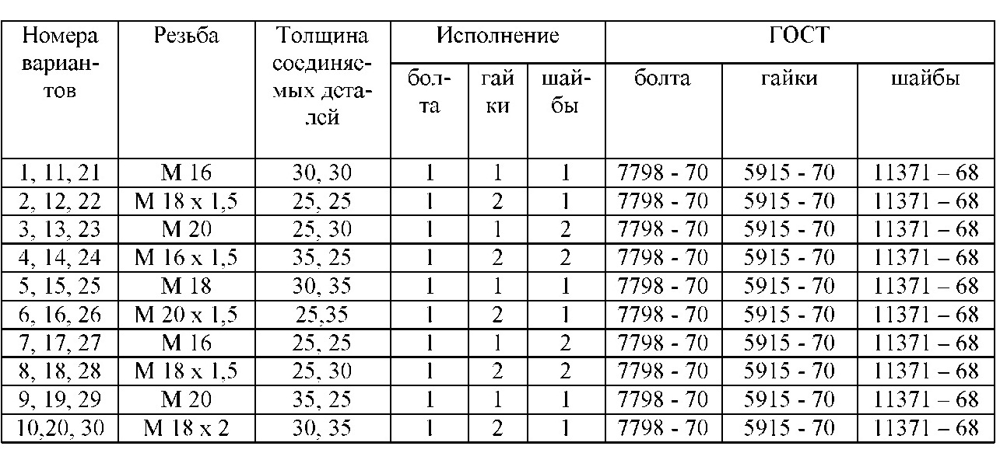 Номера вариан-тов Резьба Толщина соединяе-мых дета-лей Исполнение ГОСТ
бол-та гай ки шай-бы болта гайки шайбы
1, 11, 21 М 16 30, 30 1 1 1 7798 - 70 5915 - 70 11371 – 68
2, 12, 22 М 18 х 1,5 25, 25 1 2 1 7798 - 70 5915 - 70 11371 – 68
3, 13, 23 М 20 25, 30 1 1 2 7798 - 70 5915 - 70 11371 – 68
4, 14, 24 М 16 х 1,5 35, 25 1 2 2 7798 - 70 5915 - 70 11371 – 68
5, 15, 25 М 18 30, 35 1 1 1 7798 - 70 5915 - 70 11371 – 68
6, 16, 26 М 20 х 1,5 25,35 1 2 1 7798 - 70 5915 - 70 11371 – 68
7, 17, 27 М 16 25, 25 1 1 2 7798 - 70 5915 - 70 11371 – 68
8, 18, 28 М 18 х 1,5 25, 30 1 2 2 7798 - 70 5915 - 70 11371 – 68
9, 19, 29 М 20 35, 25 1 1 1 7798 - 70 5915 - 70 11371 – 68
10,20, 30 М 18 х 2 30, 35 1 2 1 7798 - 70 5915 - 70 11371 – 68